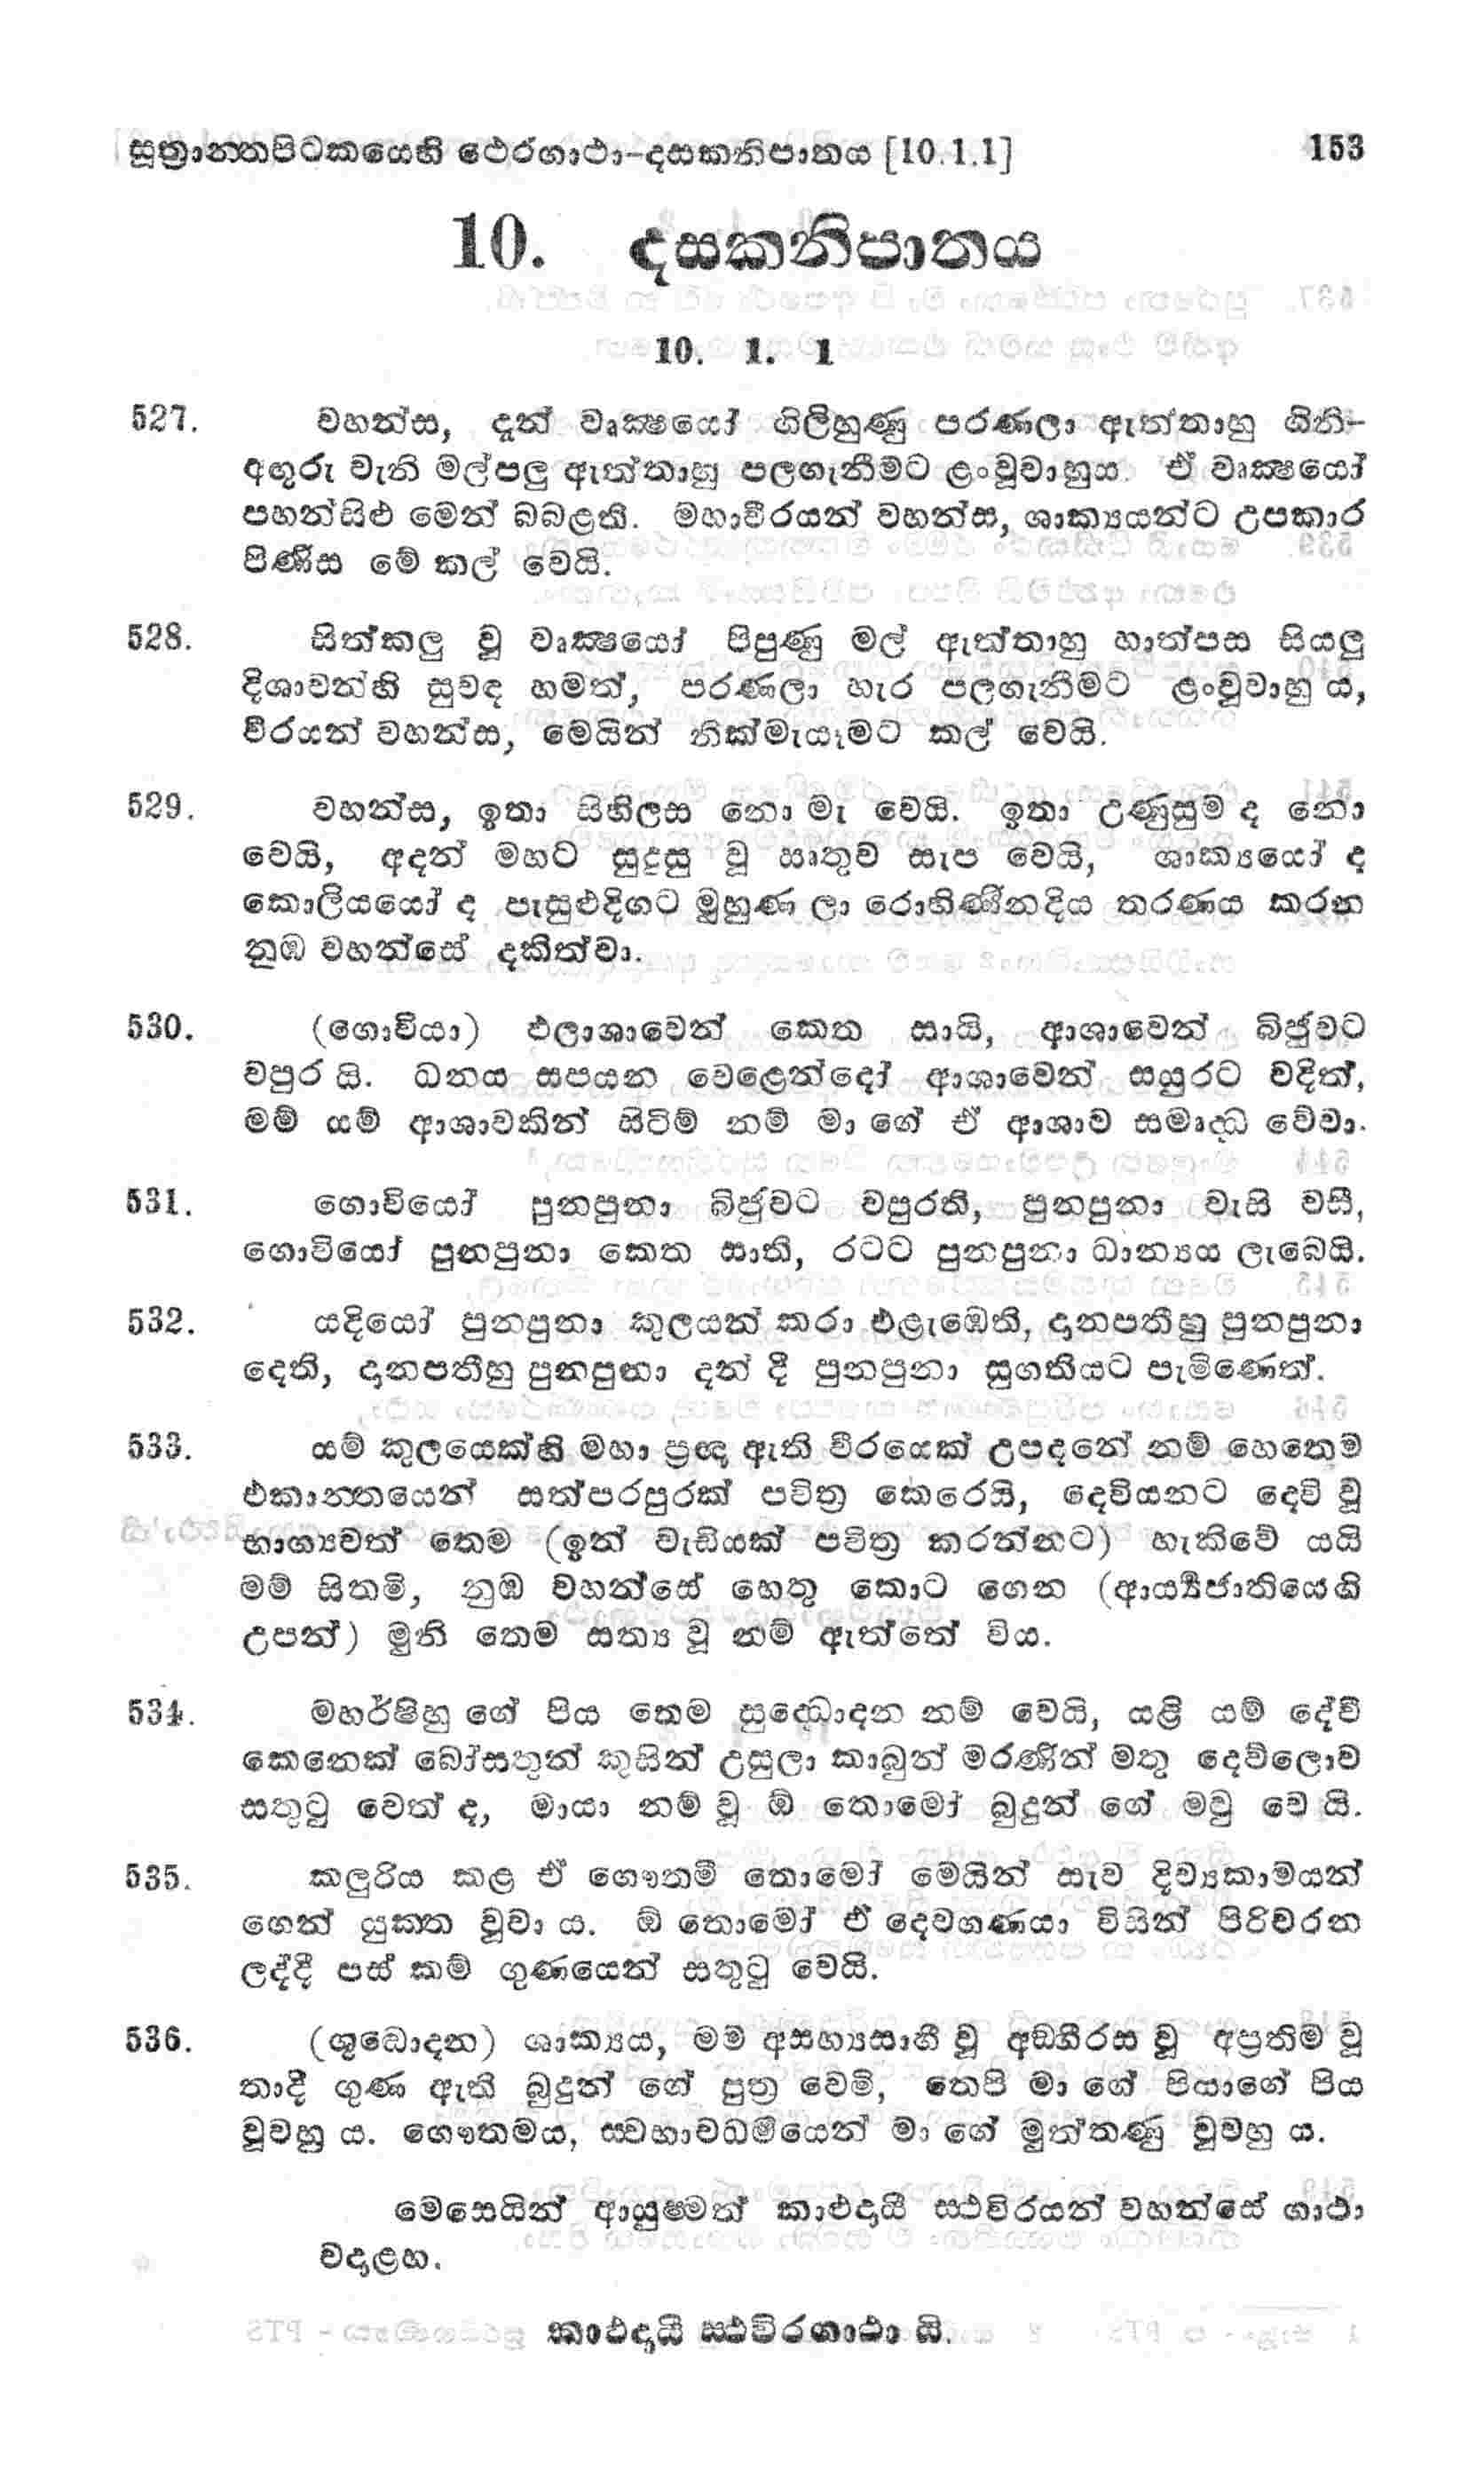 සූත්‍රාන්තපිටකයෙහි ථෙරගාථා-දසකනිපාතය [10.1.1] 153
10. දසකනිපාතය
10. 1. 1
527. වහන්ස, දැන් වෘක්‍ෂයෝ ගිලිහුණු පරණලා ඇත්තාහු ගිනි-
අඟුරු වැනි මල්පලු ඇත්තාහු පලගැනීමට ළංවූවාහුය. ඒ වෘක්‍ෂයෝ
පහන්සිළු මෙන් බබළති. මහාවීරයන් වහන්ස, ශාක්‍යයන්ට උපකාර
පිණිස මේ කල් වෙයි.
528. සිත්කලු වූ වෘක්‍ෂයෝ පිපුණු මල් ඇත්තාහු හාත්පස සියලු
දිශාවන්හි සුවඳ හමත්, පරණලා හැර පලගැනීමට ළංවූවාහු ය,
වීරයන් වහන්ස, මෙයින් නික්මැයෑමට කල් වෙයි.
529. වහන්ස, ඉතා සිහිලස නො මැ වෙයි. ඉතා උණුසුම ද නො
වෙයි, අදන් මහට සුදුසු වූ ඍතුව සැප වෙයි, ශාක්‍යයෝ ද
කොලියයෝ ද පැසුළුදිගට මුහුණ ලා රොහිණීනදිය තරණය කරන
නුඹ වහන්සේ දකිත්වා.
530. (ගොවියා) ඵලාශාවෙන් කෙත සායි, ආශාවෙන් බිජුවට
වපුර යි. ධනය සපයන වෙළෙන්දෝ ආශාවෙන් සයුරට වදිත්,
මම් යම් ආශාවකින් සිටිම් නම් මා ගේ ඒ ආශාව සමෘද්ධ වේවා.
531. ගොවියෝ පුනපුනා බිජුවට වපුරති, පුනපුනා වැසි වසී,
ගොවියෝ පුනපුනා කෙත සාති, රටට පුනපුනා ධාන්‍යය ලැබෙයි.
532. යදියෝ පුනපුනා කුලයන් කරා එළැඹෙති, දානපතීහු පුනපුනා
දෙති, දානපතීහු පුනපුනා දන් දී පුනපුනා සුගතියට පැමිණෙත්.
533. යම් කුලයෙක්හි මහා ප්‍රඥ ඇති වීරයෙක් උපදනේ නම් හෙතෙම
එකාන්තයෙන් සත්පරපුරක් පවිත්‍ර කෙරෙයි, දෙවියනට දෙවි වූ
භාග්‍යවත් තෙම (ඉන් වැඩියක් පවිත්‍ර කරන්නට) හැකිවේ යයි
මම් සිතමි, නුඹ වහන්සේ හෙතු කොට ගෙන (ආර්‍ය්‍යජාතියෙහි
උපන්) මුනි තෙම සත්‍ය වූ නම් ඇත්තේ විය.
534. මහර්ෂිහු ගේ පිය තෙම සුද්ධොදන නම් වෙයි, යළි යම් දේවී
කෙනෙක් බෝසතුන් කුසින් උසුලා කාබුන් මරණින් මතු දෙව්ලොව
සතුටු වෙත් ද, මායා නම් වූ ඕ තොමෝ බුදුන් ගේ මවු වෙ යි.
535. කලුරිය කළ ඒ ගෞතමී තොමෝ මෙයින් සැව දිව්‍යකාමයන්
ගෙන් යුක්ත වූවා ය. ඕ තොමෝ ඒ දෙවගණයා විසින් පිරිවරන
ලද්දී පස් කම් ගුණයෙන් සතුටු වෙයි.
536. (ශුද්ධොදන) ශාක්‍යය, මම් අසහ්‍යසාහී වූ අඞ්ගීරස වූ අප්‍රතිම වූ
තාදී ගුණ ඇති බුදුන් ගේ පුත්‍ර වෙමි, තෙපි මා ගේ පියාගේ පිය
වූවහු ය. ගෞතමය, ස්වභාවධර්‍මයෙන් මා ගේ මුත්තණු වූවහු ය.
මෙසෙයින් ආයුෂ්මත් කාළුදායී ස්ථවිරයන් වහන්සේ ගාථා
වදාළහ.
කාළුදායී ස්ථවිරගාථා යි.